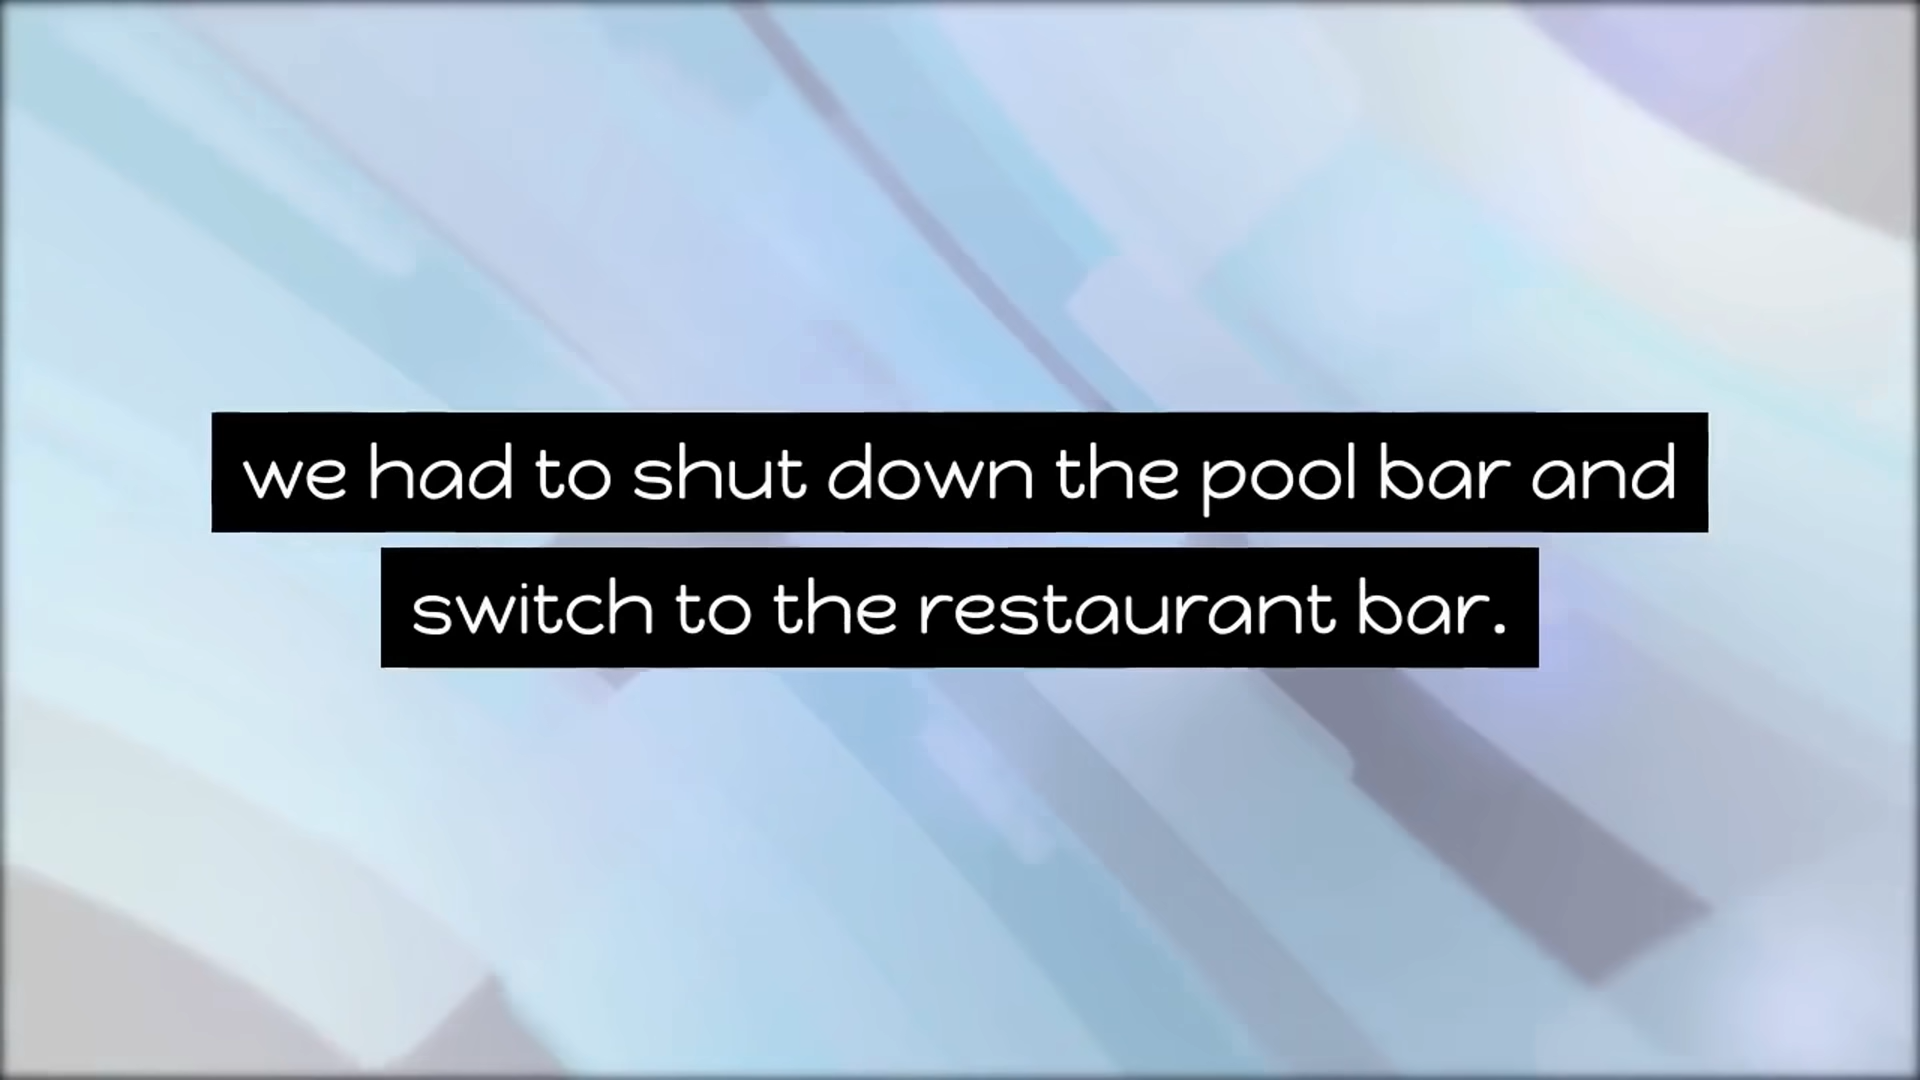 we had to shut down the pool bar and
switch to the restaurant bar.